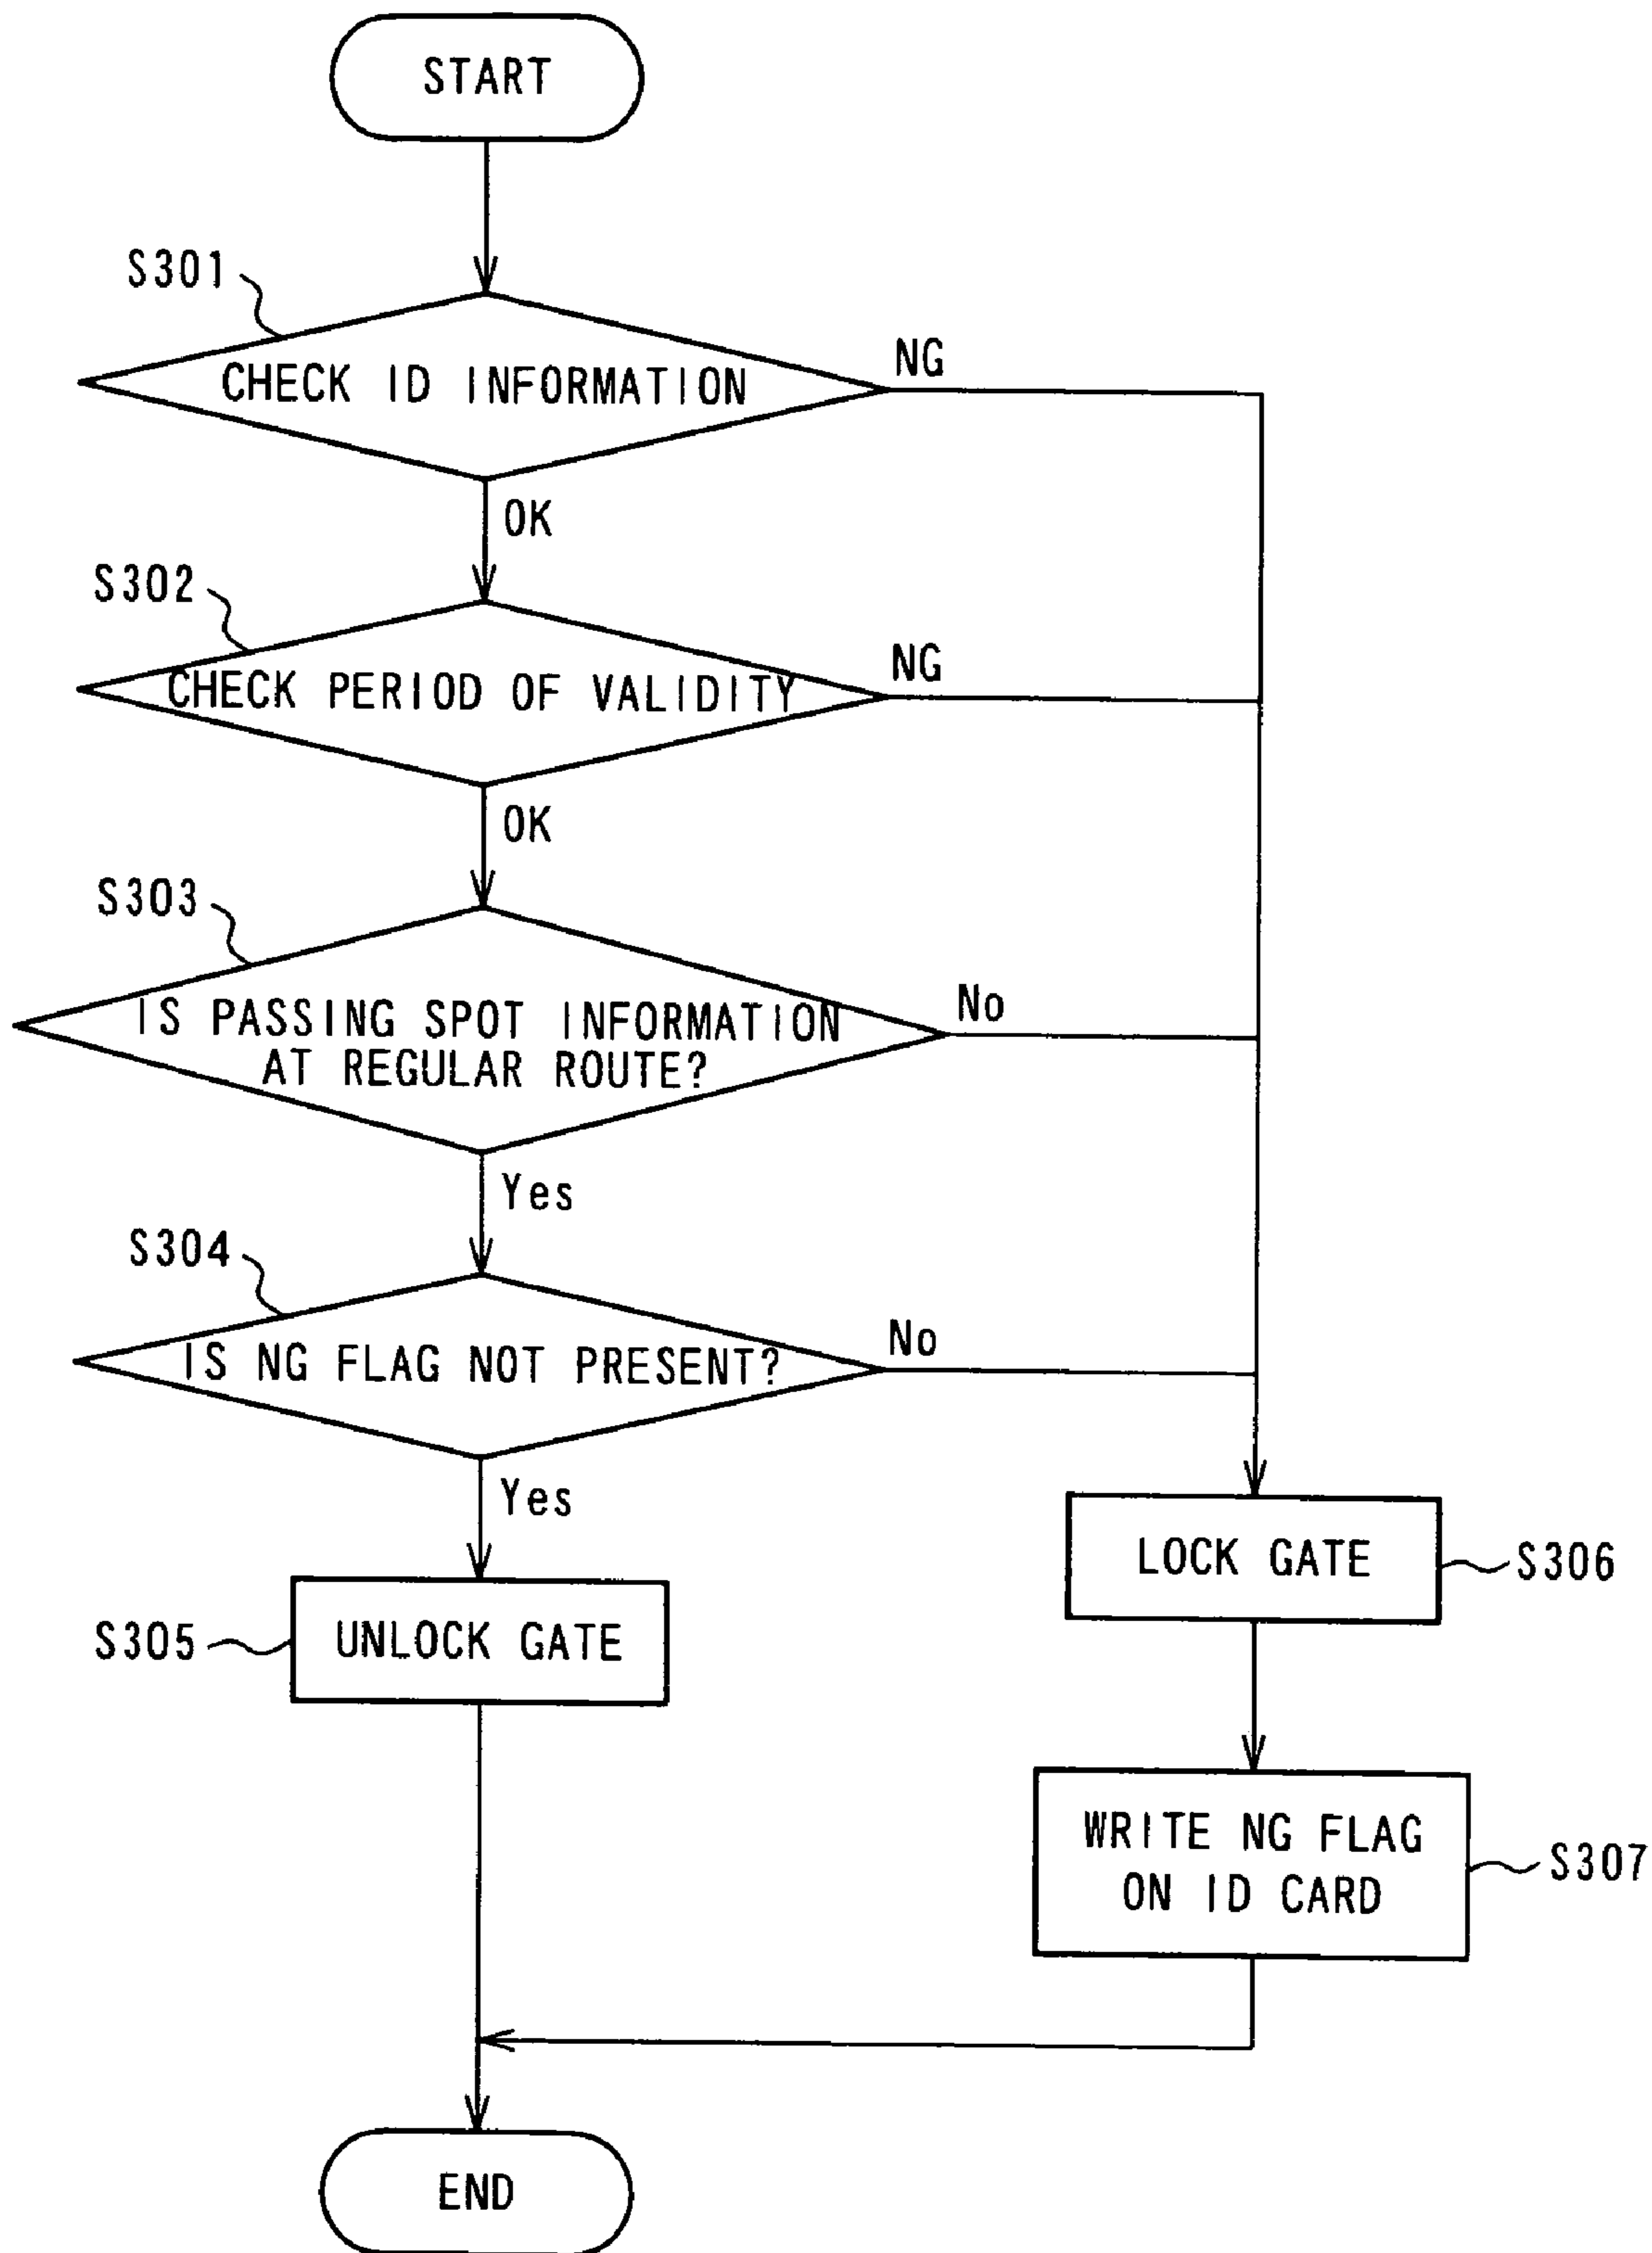 START
S301
CHECK ID INFORMATION
NG
OK
S302
CHECK PERIOD OF VALIDITY
NG
OK
S303
IS PASSING SPOT INFORMATION
AT REGULAR ROUTE?
No
Yes
S304
IS NG FLAG NOT PRESENT?
No
Yes
LOCK GATE
S306
S305
UNLOCK GATE
WRITE NG FLAG
ON ID CARD
S307
END